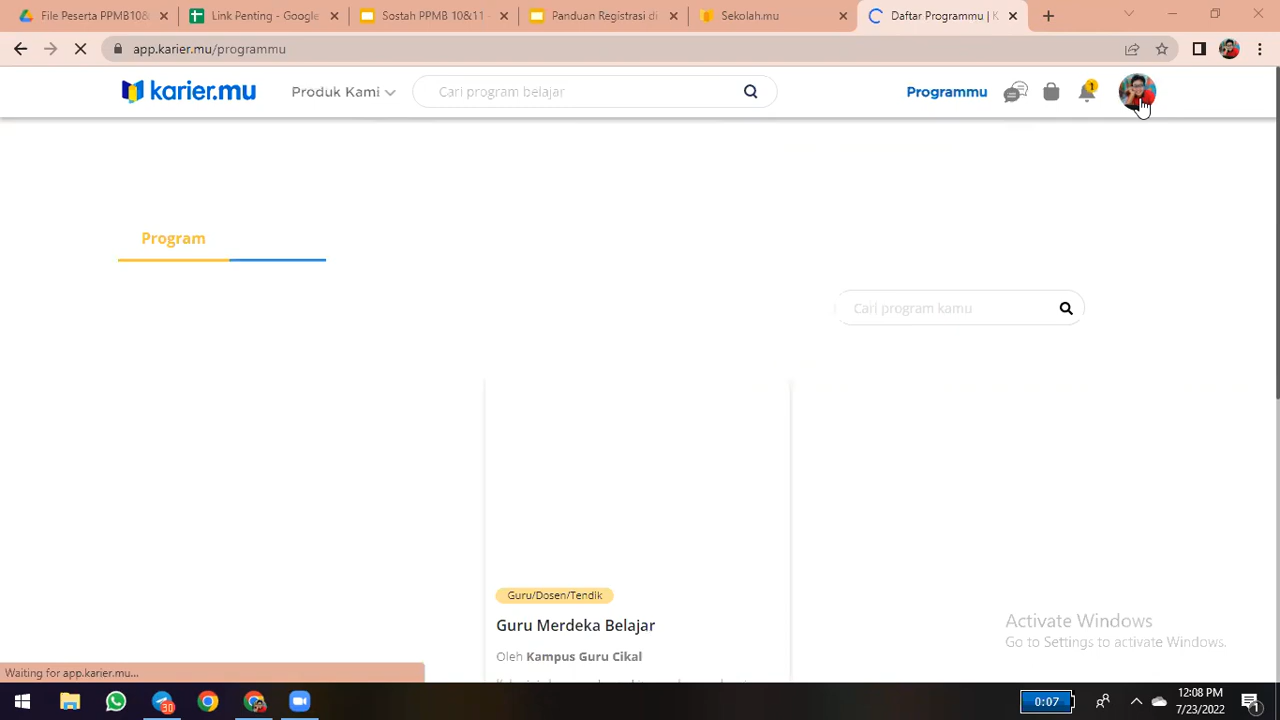 File Peserta PPMB10&
Link Penting - Google
Sostah PPMB 10&11 -
Panduan Registrasi di
Sekolah.mu
Daftar Programmu | K
app.karier.mu/programmu
karier.mu
Produk Kami
Cari program belajar
Programmu
1
Program
Cari program kamu
Guru/Dosen/Tendik
Guru Merdeka Belajar
Oleh Kampus Guru Cikal
Activate Windows
Go to Settings to activate Windows.
Waiting for app.karier.mu...
30
0:07
12:08 PM
7/23/2022
1